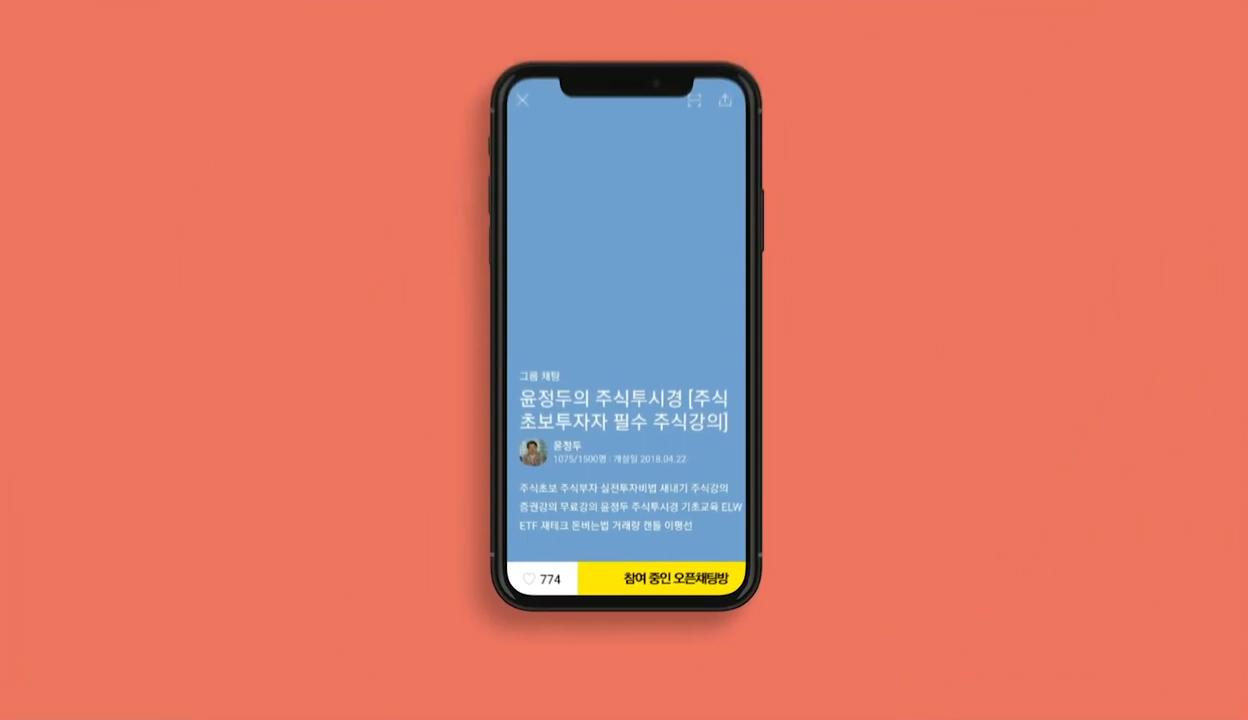 그룹 채팅
윤정두의 주식투시경 [주식
초보투자자 필수 주식강의]
윤정두
1075/1500명 | 개설일 2018.04.22
주식초보 주식부자 실전투자비법 새내기 주식강의
증권강의 무료강의 윤정두 주식투시경 기초교육 ELW
ETF 재테크 돈버는법 거래량 캔들 이평선
774 참여 중인 오픈채팅방